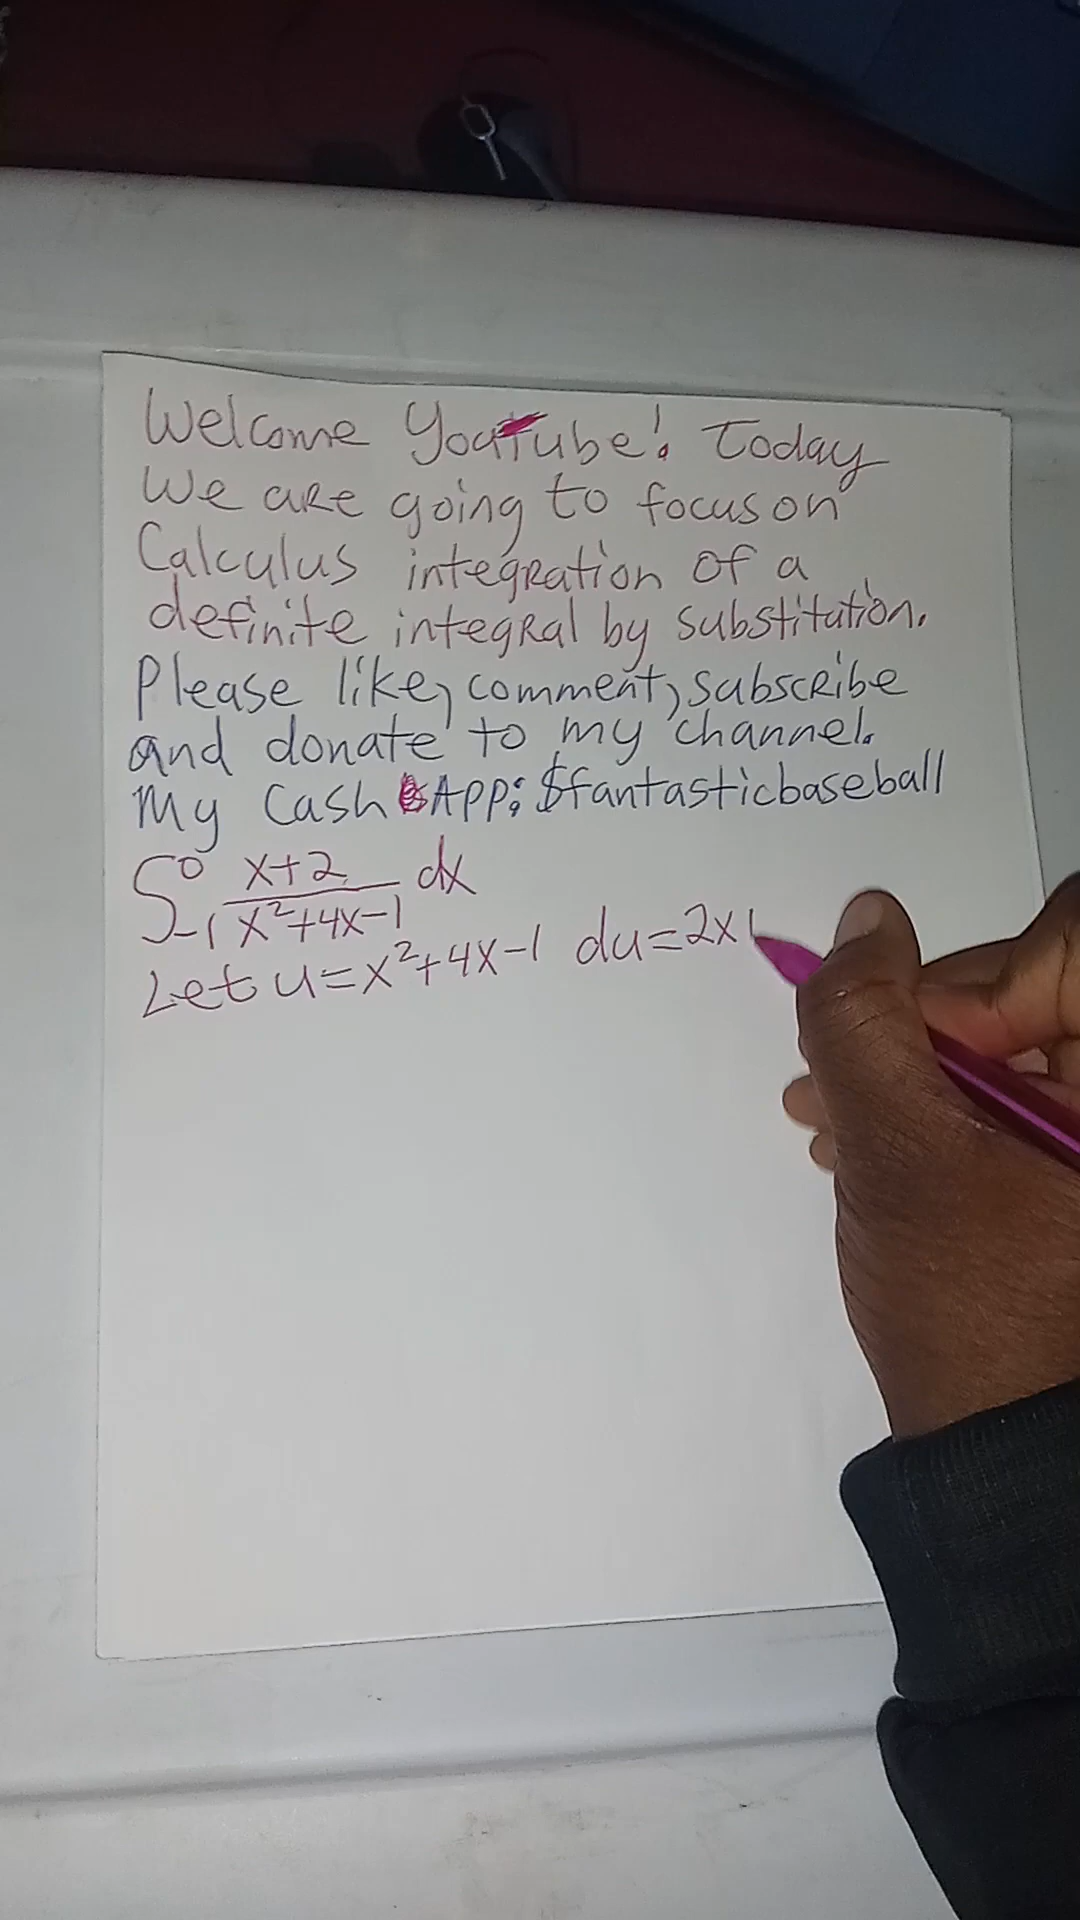 Welcome YouTube! Today
We are going to focus on
Calculus integration of a
definite integral by substitution.
Please like, comment, subscribe
and donate to my channel.
My Cash App: $fantasticbaseball
∫₋₁⁰ (x+2)/(x²+4x-1) dx
Let u=x²+4x-1 du=2x